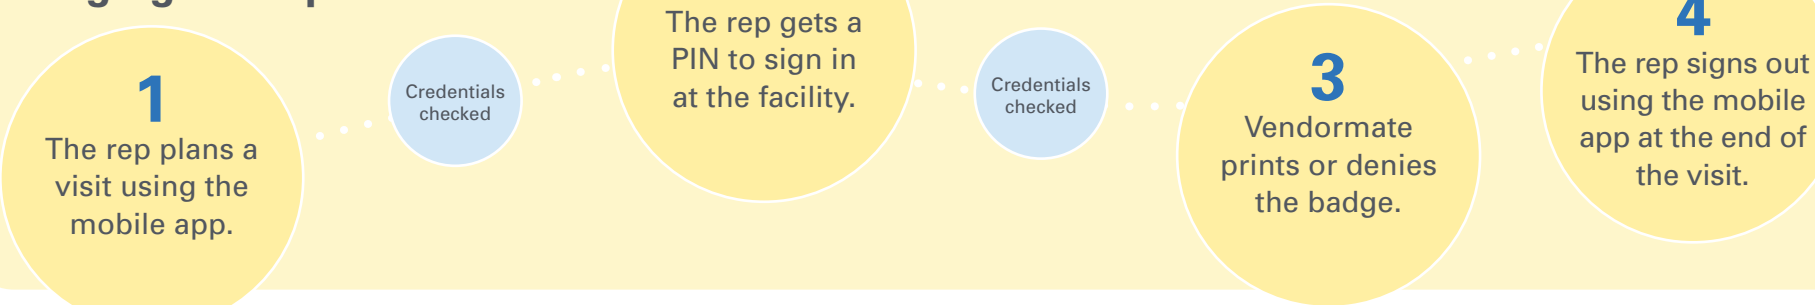 1
The rep plans a
visit using the
mobile app.
Credentials
checked
The rep gets a
PIN to sign in
at the facility.
Credentials
checked
3
Vendormate
prints or denies
the badge.
4
The rep signs out
using the mobile
app at the end of
the visit.